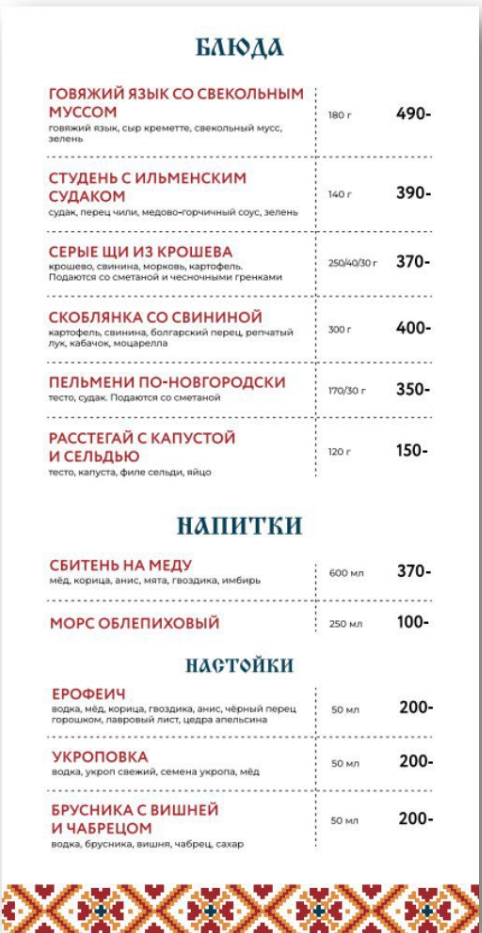 БЛЮДА
ГОВЯЖИЙ ЯЗЫК СО СВЕКОЛЬНЫМ
МУССОМ
говяжий язык, сыр креметте, свекольный мусс,
зелень
180 г
490-
СТУДЕНЬ С ИЛЬМЕНСКИМ
СУДАКОМ
судак, перец чили, медово-горчичный соус, зелень
140 г
390-
СЕРЫЕ ЩИ ИЗ КРОШЕВА
крошево, свинина, морковь, картофель.
Подаются со сметаной и чесночными гренками
250/40/30 г
370-
СКОБЛЯНКА СО СВИНИНОЙ
картофель, свинина, болгарский перец, репчатый
лук, кабачок, моцарелла
300 г
400-
ПЕЛЬМЕНИ ПО-НОВГОРОДСКИ
тесто, судак. Подаются со сметаной
170/30 г
350-
РАССТЕГАЙ С КАПУСТОЙ
И СЕЛЬДЬЮ
тесто, капуста, филе сельди, яйцо
120 г
150-
НАПИТКИ
СБИТЕНЬ НА МЕДУ
мёд, корица, анис, мята, гвоздика, имбирь
600 мл
370-
МОРС ОБЛЕПИХОВЫЙ
250 мл
100-
НАСТОЙКИ
ЕРОФЕИЧ
водка, мёд, корица, гвоздика, анис, чёрный перец
горошком, лавровый лист, цедра апельсина
50 мл
200-
УКРОПОВКА
водка, укроп свежий, семена укропа, мёд
50 мл
200-
БРУСНИКА С ВИШНЕЙ
И ЧАБРЕЦОМ
водка, брусника, вишня, чабрец, сахар
50 мл
200-